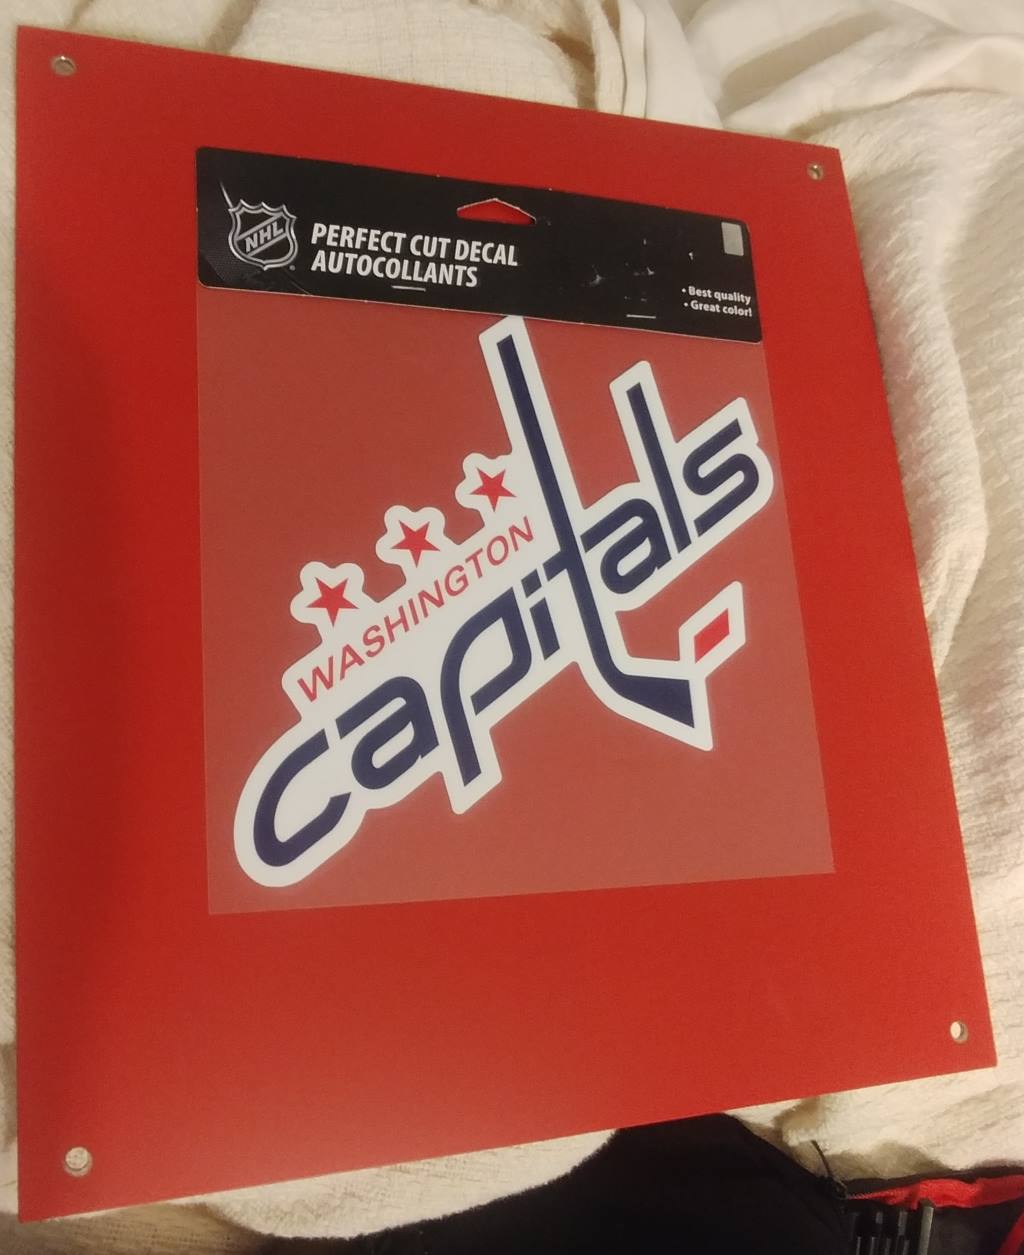 NHL
PERFECT CUT DECAL
AUTOCOLLANTS
• Best quality
• Great color!
WASHINGTON
capitals